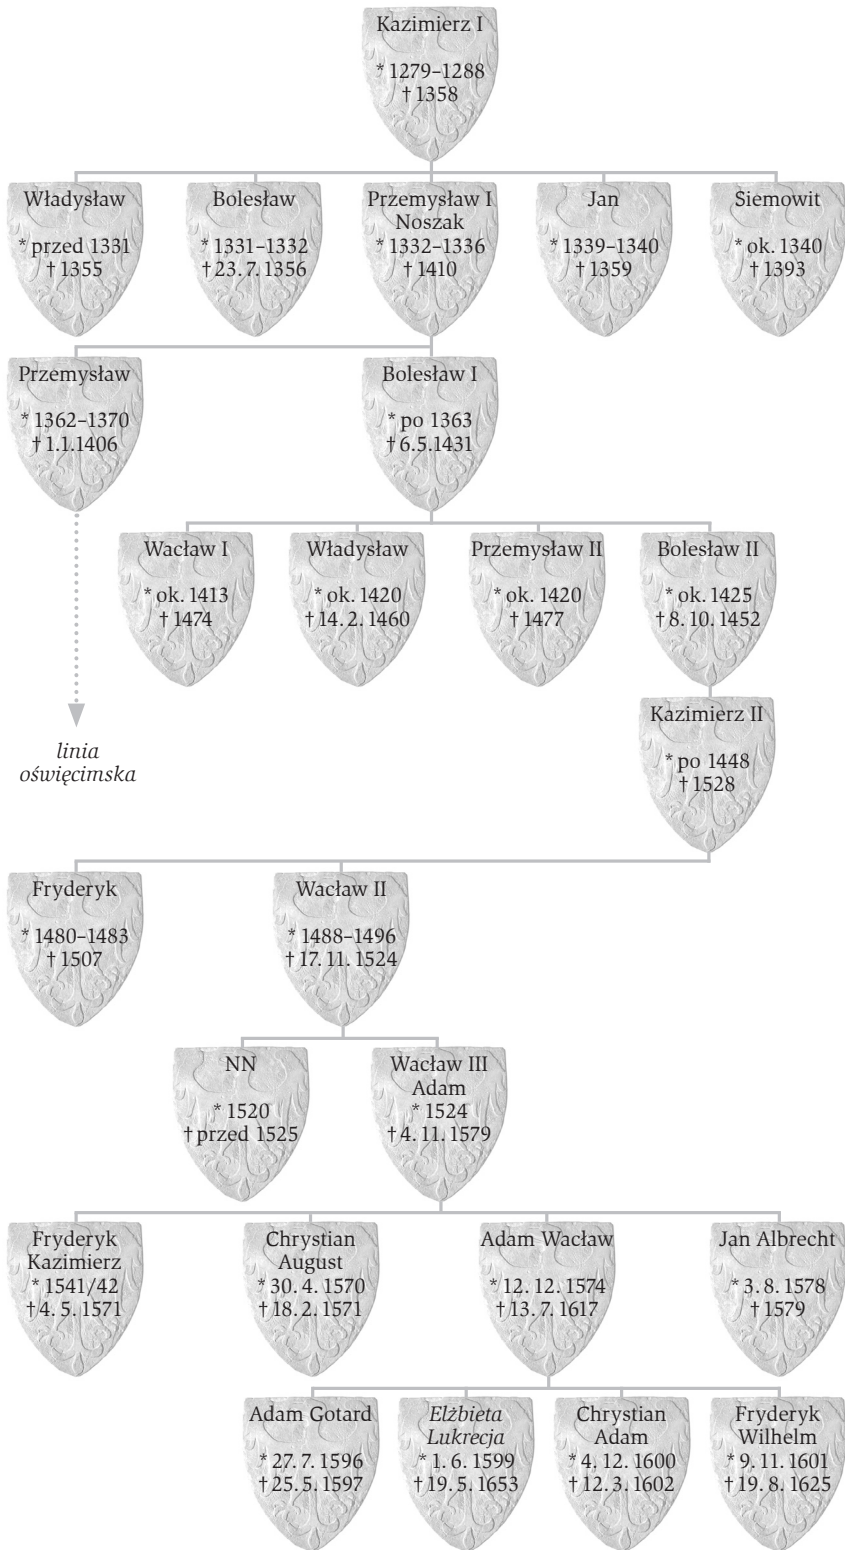 Kazimierz I
* 1279–1288
† 1358
Władysław
* przed 1331
† 1355
Bolesław
* 1331–1332
† 23. 7. 1356
Przemysław I
Noszak
* 1332–1336
† 1410
Jan
* 1339–1340
† 1359
Siemowit
* ok. 1340
† 1393
Przemysław
* 1362–1370
† 1.1.1406
Bolesław I
* po 1363
† 6.5.1431
Wacław I
* ok. 1413
† 1474
Władysław
* ok. 1420
† 14. 2. 1460
Przemysław II
* ok. 1420
† 1477
Bolesław II
* ok. 1425
† 8. 10. 1452
linia
oświęcimska
Kazimierz II
* po 1448
† 1528
Fryderyk
* 1480–1483
† 1507
Wacław II
* 1488–1496
† 17. 11. 1524
NN
* 1520
† przed 1525
Wacław III
Adam
* 1524
† 4. 11. 1579
Fryderyk
Kazimierz
* 1541/42
† 4. 5. 1571
Chrystian
August
* 30. 4. 1570
† 18. 2. 1571
Adam Wacław
* 12. 12. 1574
† 13. 7. 1617
Jan Albrecht
* 3. 8. 1578
† 1579
Adam Gotard
* 27. 7. 1596
† 25. 5. 1597
Elżbieta
Lukrecja
* 1. 6. 1599
† 19. 5. 1653
Chrystian
Adam
* 4. 12. 1600
† 12. 3. 1602
Fryderyk
Wilhelm
* 9. 11. 1601
† 19. 8. 1625